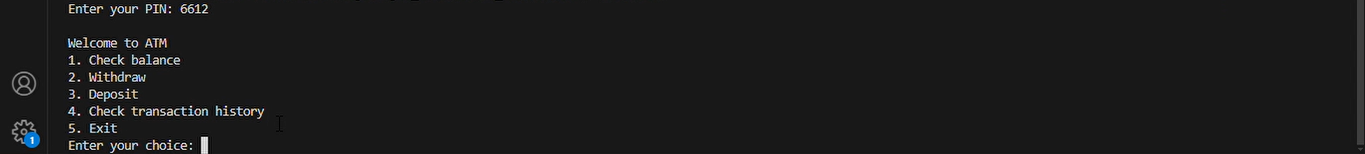 Enter your PIN: 6612
Welcome to ATM
1. Check balance
2. Withdraw
3. Deposit
4. Check transaction history
5. Exit
Enter your choice:
1